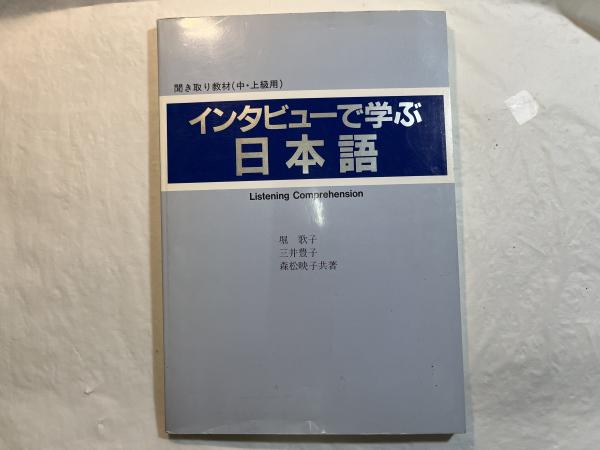 聞き取り教材(中・上級用)
インタビューで学ぶ
日本語
Listening Comprehension
堀 歌子
三井豊子
森松映子共著